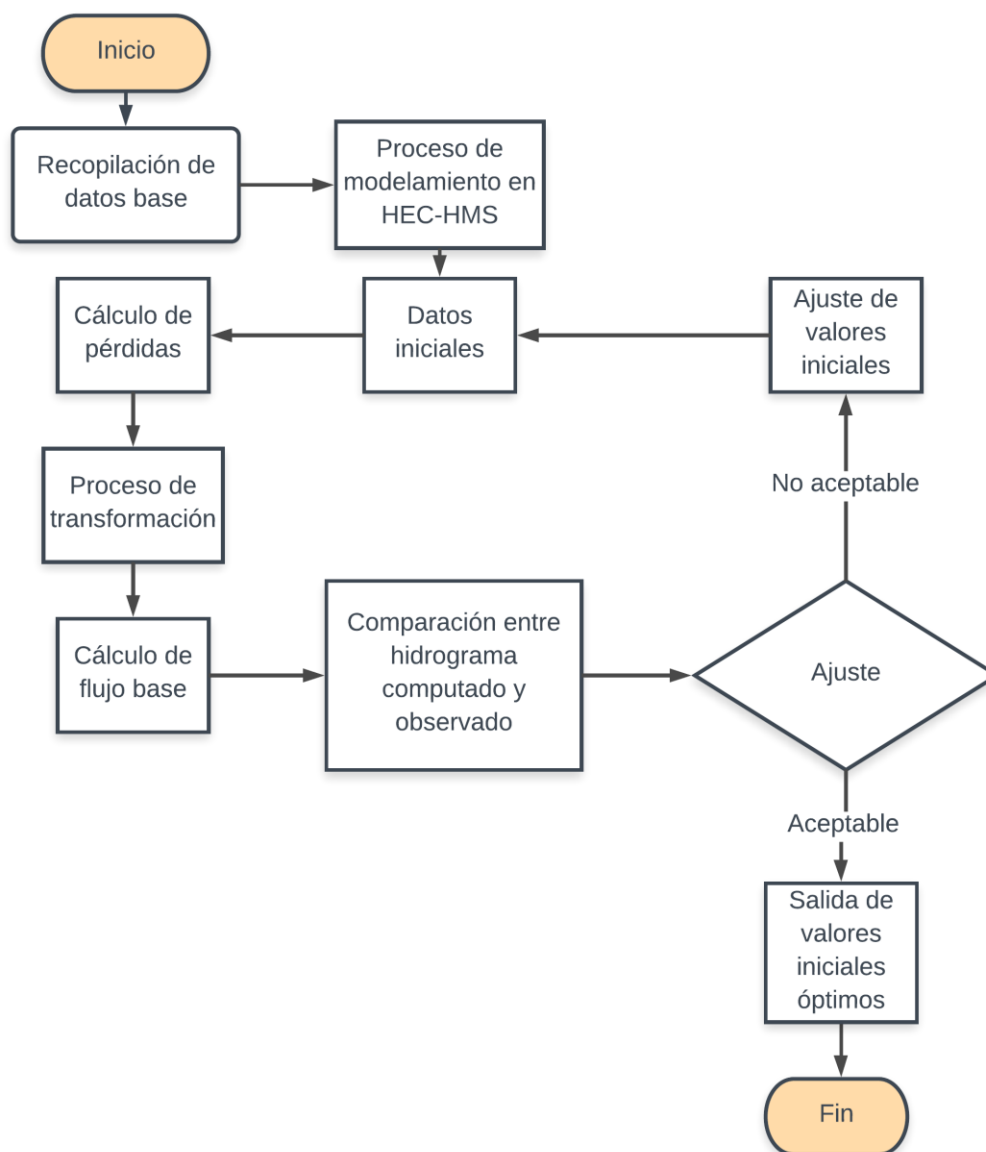 Inicio
Recopilación de
datos base
Proceso de
modelamiento en
HEC-HMS
Datos
iniciales
Cálculo de
pérdidas
Proceso de
transformación
Cálculo de
flujo base
Comparación entre
hidrograma
computado y
observado
Ajuste
No aceptable
Ajuste de
valores
iniciales
Aceptable
Salida de
valores
iniciales
óptimos
Fin